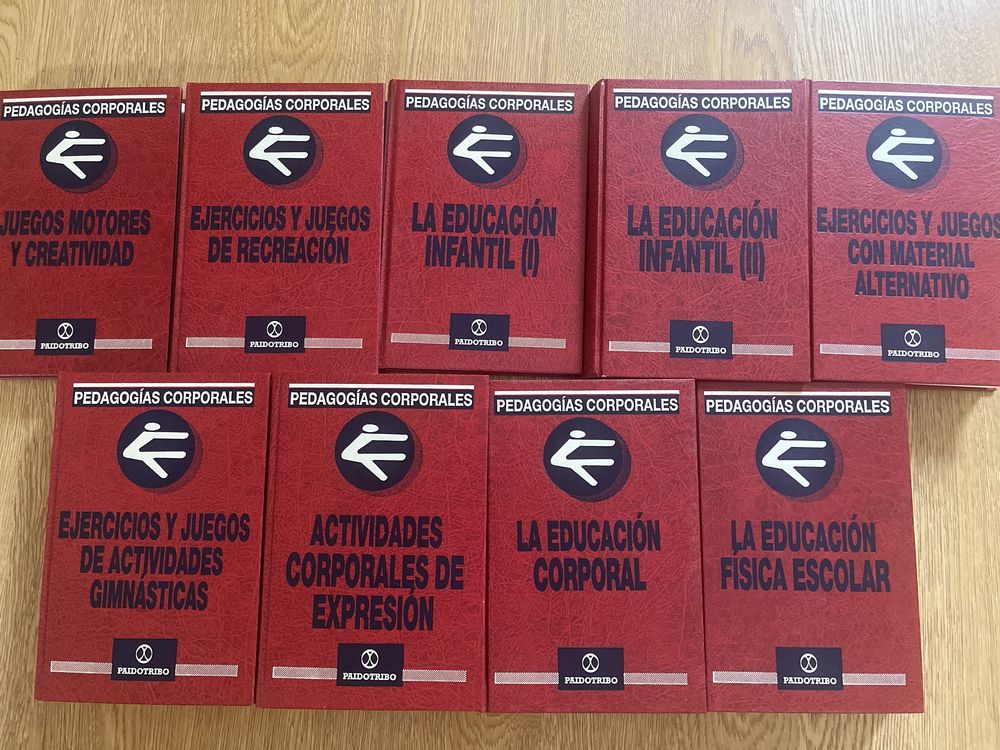 PEDAGOGÍAS CORPORALES
JUEGOS MOTORES
Y CREATIVIDAD
PAIDOTRIBO
PEDAGOGÍAS CORPORALES
EJERCICIOS Y JUEGOS
DE RECREACIÓN
PAIDOTRIBO
PEDAGOGÍAS CORPORALES
LA EDUCACIÓN
INFANTIL (I)
PAIDOTRIBO
PEDAGOGÍAS CORPORALES
LA EDUCACIÓN
INFANTIL (II)
PAIDOTRIBO
PEDAGOGÍAS CORPORALES
EJERCICIOS Y JUEGOS
CON MATERIAL
ALTERNATIVO
PAIDOTRIBO
PEDAGOGÍAS CORPORALES
EJERCICIOS Y JUEGOS
DE ACTIVIDADES
GIMNÁSTICAS
PAIDOTRIBO
PEDAGOGÍAS CORPORALES
ACTIVIDADES
CORPORALES DE
EXPRESIÓN
PAIDOTRIBO
PEDAGOGÍAS CORPORALES
LA EDUCACIÓN
CORPORAL
PAIDOTRIBO
PEDAGOGÍAS CORPORALES
LA EDUCACIÓN
FÍSICA ESCOLAR
PAIDOTRIBO